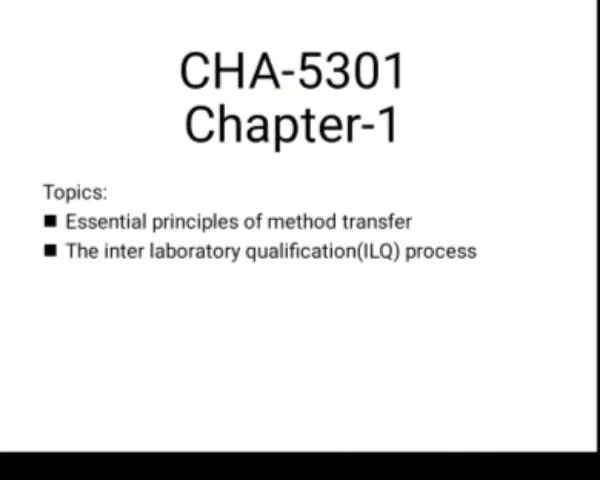 CHA-5301
Chapter-1
Topics:
■ Essential principles of method transfer
■ The inter laboratory qualification(ILQ) process